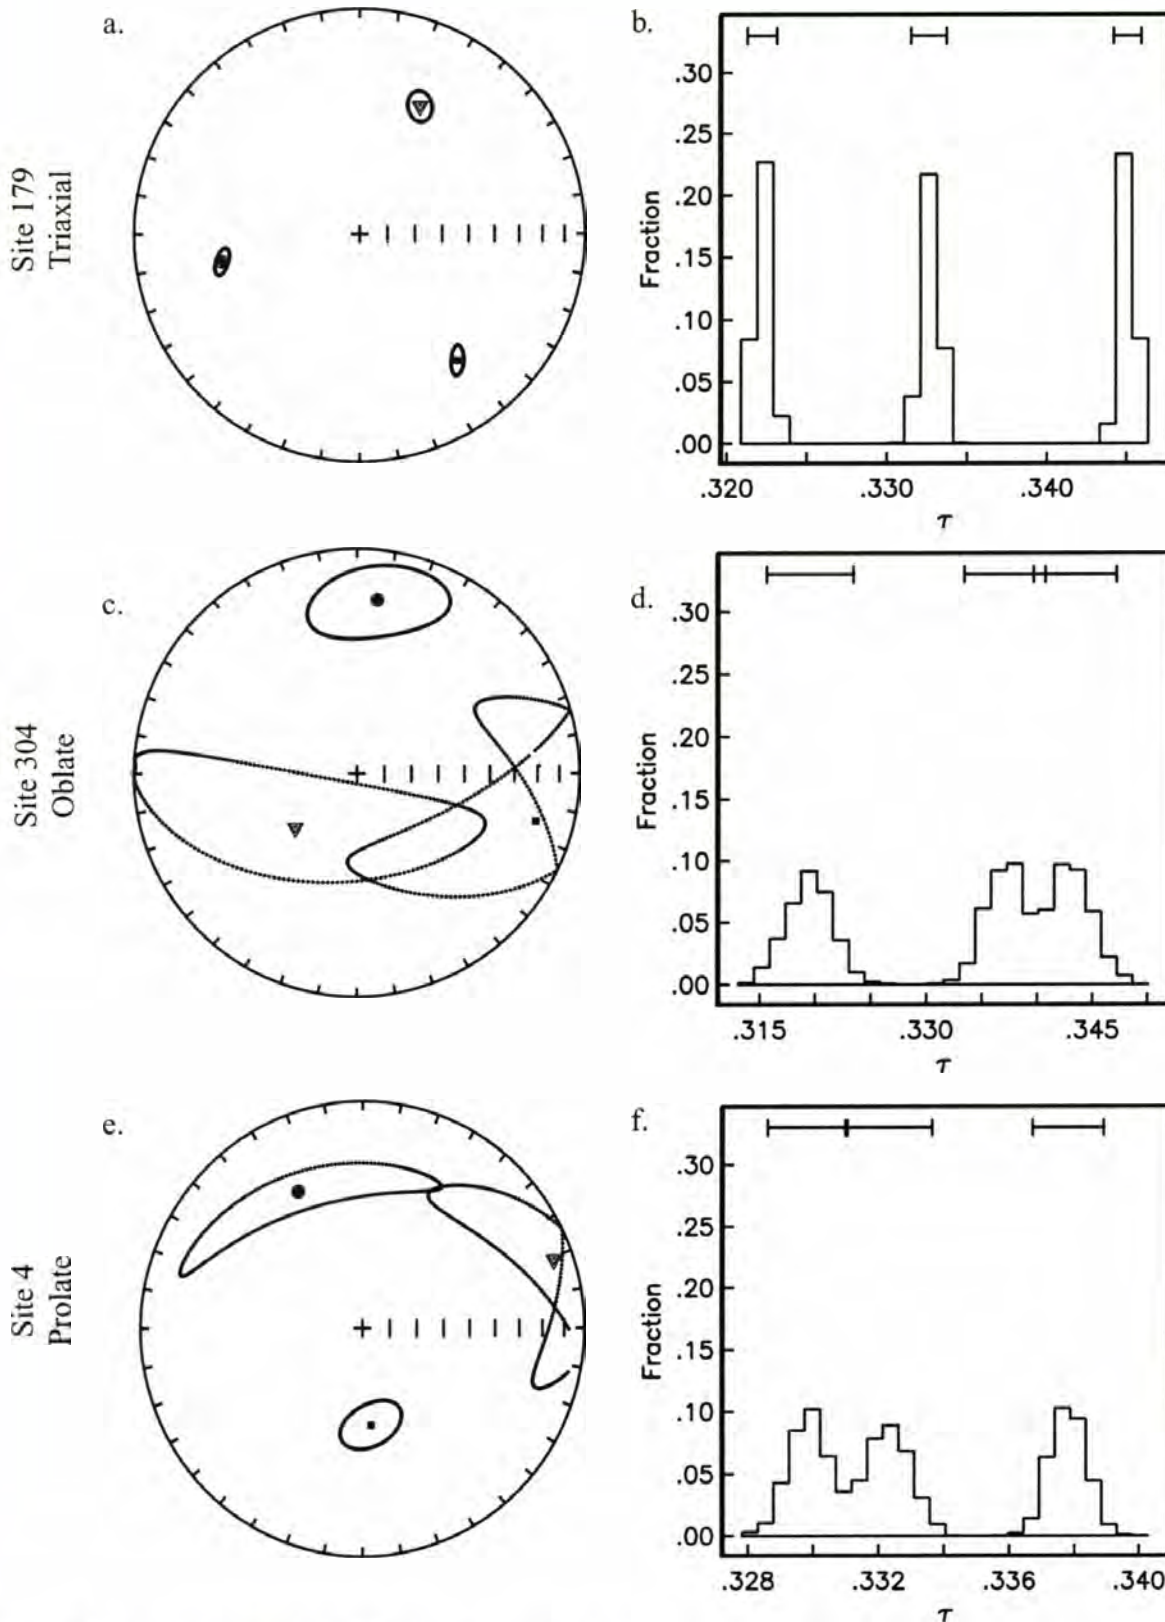 a.
b.
Site 179
Triaxial
Fraction
.30
.25
.20
.15
.10
.05
.00
.320
.330
.340
τ
c.
d.
Site 304
Oblate
Fraction
.30
.25
.20
.15
.10
.05
.00
.315
.330
.345
τ
e.
f.
Site 4
Prolate
Fraction
.30
.25
.20
.15
.10
.05
.00
.328
.332
.336
.340
τ